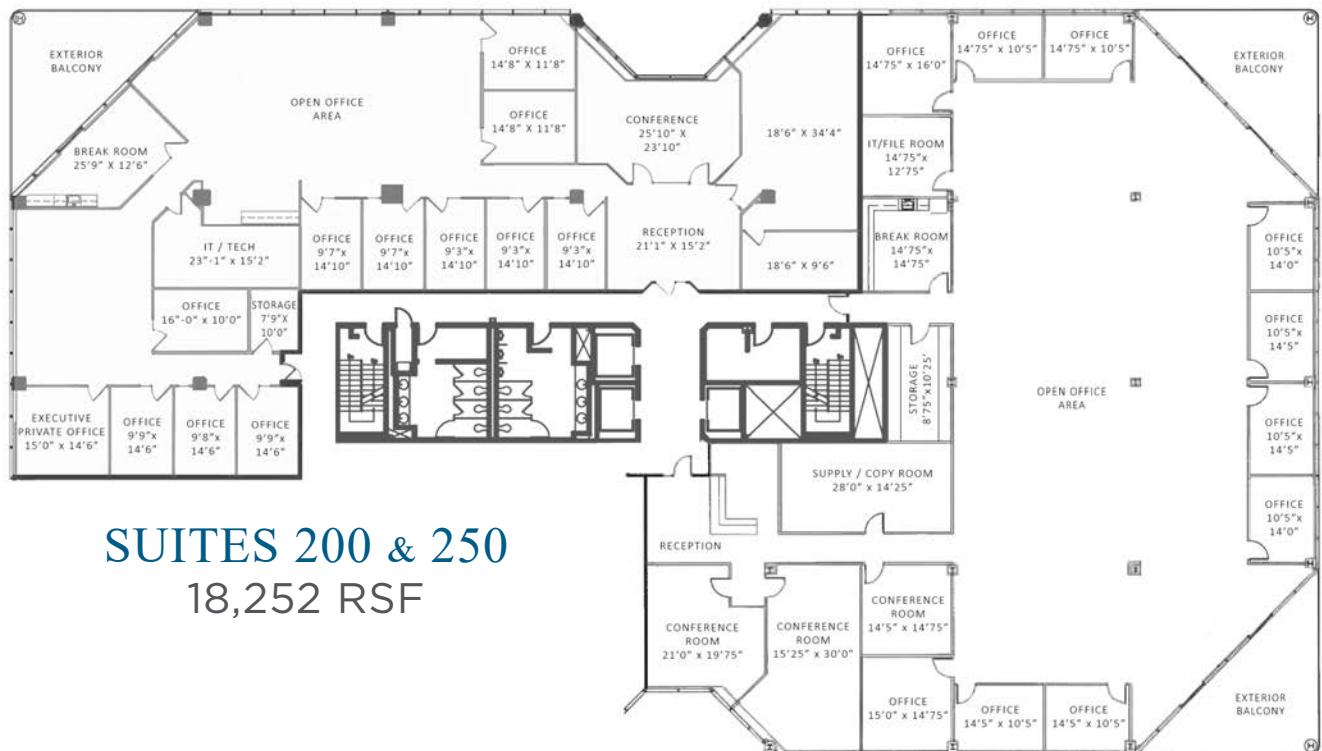 EXTERIOR
BALCONY
OPEN OFFICE
AREA
OFFICE
14'8" X 11'8"
OFFICE
14'8" X 11'8"
BREAK ROOM
25'9" X 12'6"
CONFERENCE
25'10" X
23'10"
18'6" X 34'4"
OFFICE
14'75" x 16'0"
OFFICE
14'75" x 10'5"
OFFICE
14'75" x 10'5"
EXTERIOR
BALCONY
IT/FILE ROOM
14'75"x
12'75"
BREAK ROOM
14'75"x
14'75"
IT / TECH
23"-1" x 15'2"
OFFICE
9'7"x
14'10"
OFFICE
9'7"x
14'10"
OFFICE
9'3"x
14'10"
OFFICE
9'3"x
14'10"
OFFICE
9'3"x
14'10"
RECEPTION
21'1" X 15'2"
18'6" X 9'6"
OFFICE
16"-0" x 10'0"
STORAGE
7'9"X
10'0"
EXECUTIVE
PRIVATE OFFICE
15'0" x 14'6"
OFFICE
9'9"x
14'6"
OFFICE
9'8"x
14'6"
OFFICE
9'9"x
14'6"
STORAGE
8'75"x10'25'
OPEN OFFICE
AREA
OFFICE
10'5"x
14'0"
OFFICE
10'5"x
14'5"
OFFICE
10'5"x
14'5"
OFFICE
10'5"x
14'0"
SUPPLY / COPY ROOM
28'0" x 14'25"
RECEPTION
CONFERENCE
ROOM
21'0" x 19'75"
CONFERENCE
ROOM
15'25" x 30'0"
CONFERENCE
ROOM
14'5" x 14'75"
OFFICE
15'0" x 14'75"
OFFICE
14'5" x 10'5"
OFFICE
14'5" x 10'5"
EXTERIOR
BALCONY
SUITES 200 & 250
18,252 RSF